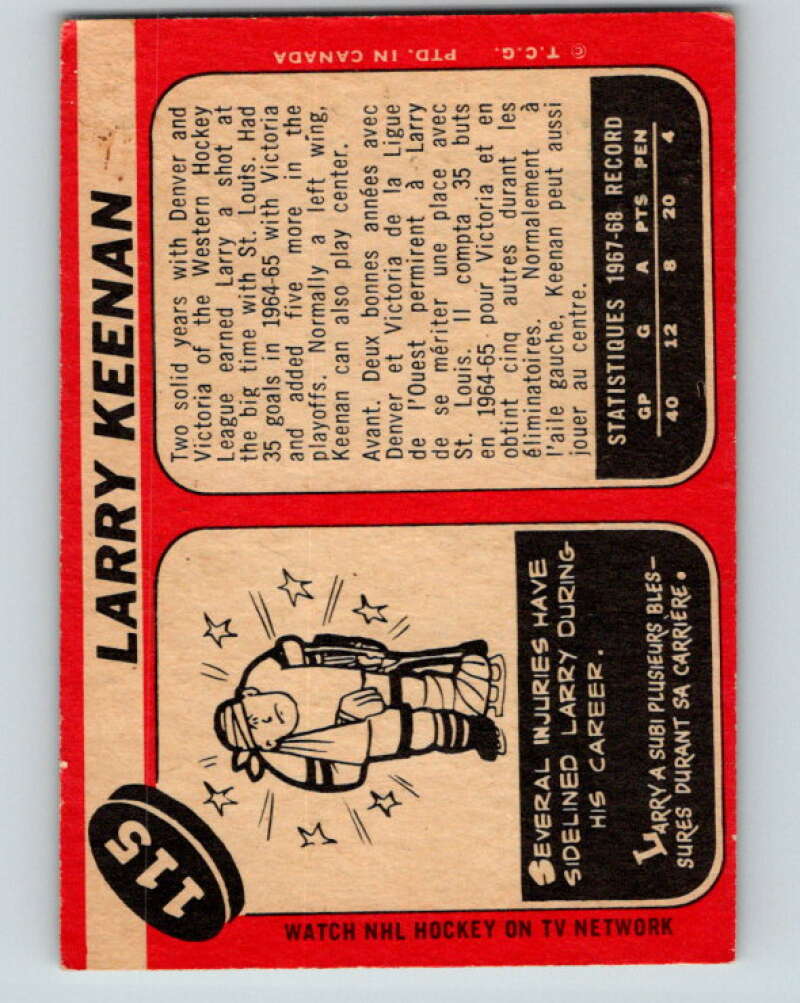 115
LARRY KEENAN
SEVERAL INJURIES HAVE
SIDELINED LARRY DURING
HIS CAREER.
LARRY A SUBI PLUSIEURS BLES-
SURES DURANT SA CARRIÈRE.
WATCH NHL HOCKEY ON TV NETWORK
Two solid years with Denver and
Victoria of the Western Hockey
League earned Larry a shot at
the big time with St. Louis. Had
35 goals in 1964-65 with Victoria
and added five more in the
playoffs. Normally a left wing,
Keenan can also play center.
Avant. Deux bonnes années avec
Denver et Victoria de la Ligue
de l'Ouest permirent à Larry
de se mériter une place avec
St. Louis. Il compta 35 buts
en 1964-65 pour Victoria et en
obtint cinq autres durant les
éliminatoires. Normalement à
l'aile gauche, Keenan peut aussi
jouer au centre.
STATISTIQUES 1967-68 RECORD
GP G A PTS PEN
40 12 8 20 4
© T.C.G. PTD. IN CANADA